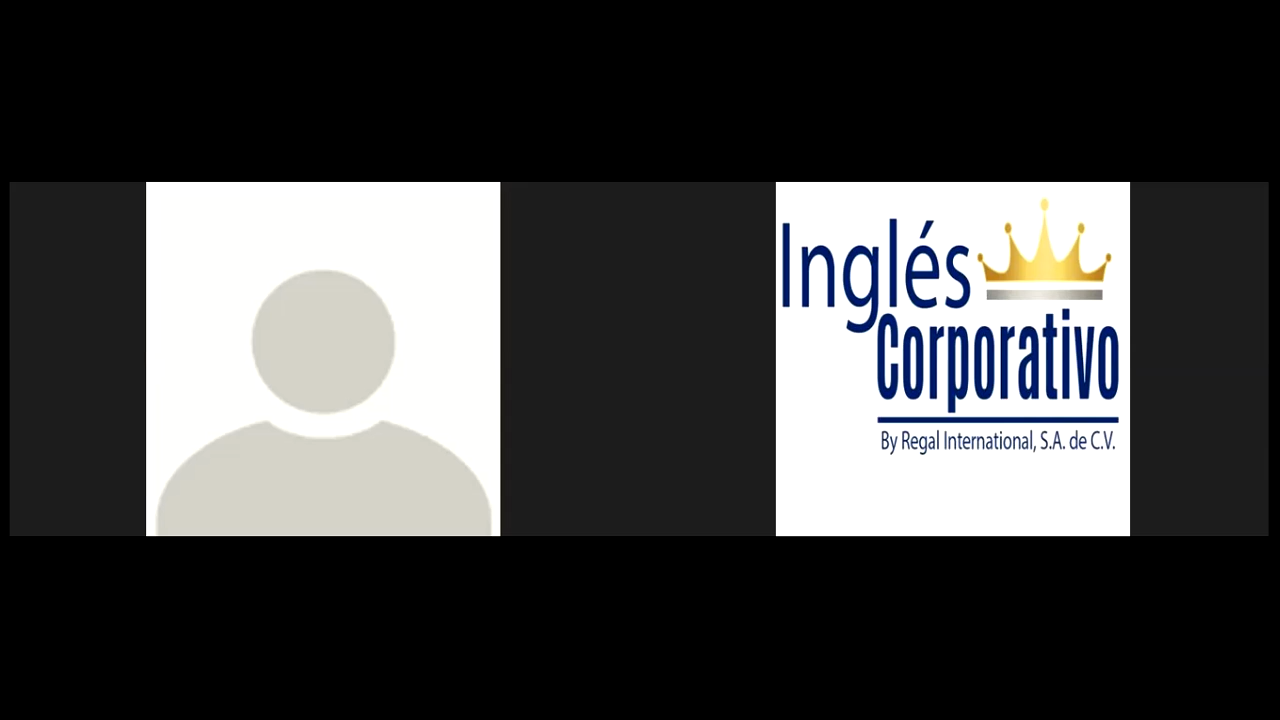 Inglés
Corporativo
By Regal International, S.A. de C.V.